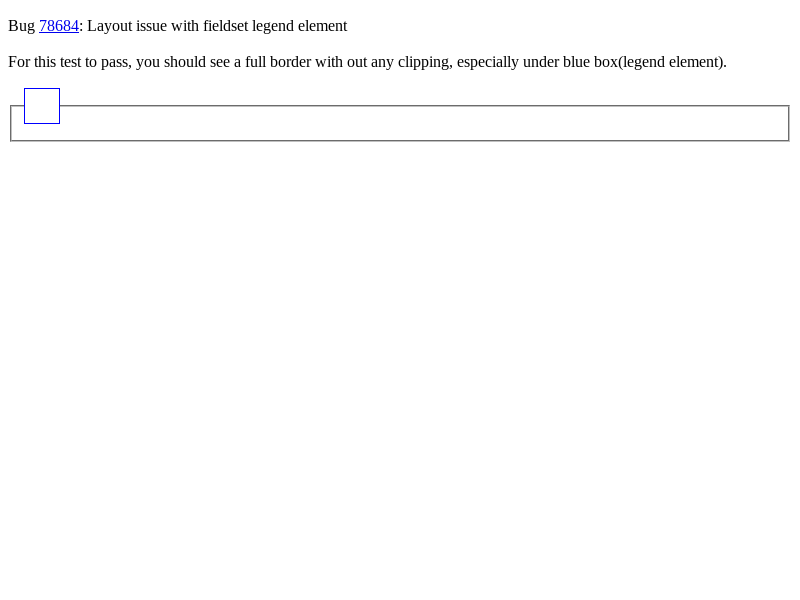 Bug 78684: Layout issue with fieldset legend element
For this test to pass, you should see a full border with out any clipping, especially under blue box(legend element).